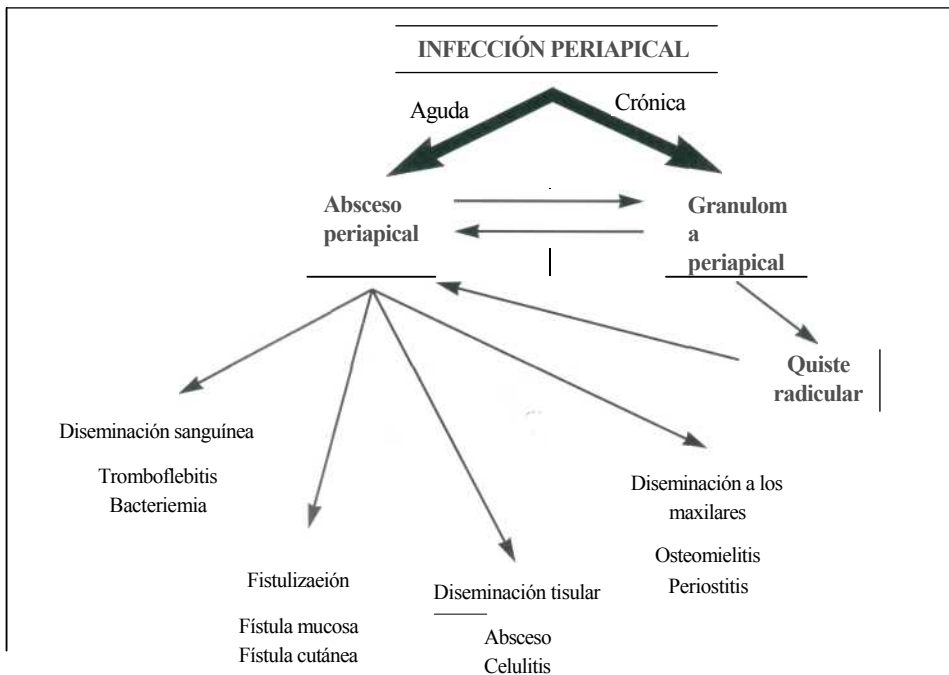 INFECCIÓN PERIAPICAL
Aguda
Crónica
Absceso
periapical
Granulom
a
periapical
Quiste
radicular
Diseminación sanguínea
Tromboflebitis
Bacteriemia
Diseminación a los
maxilares
Osteomielitis
Periostitis
Fistulizaeión
Fístula mucosa
Fístula cutánea
Diseminación tisular
Absceso
Celulitis